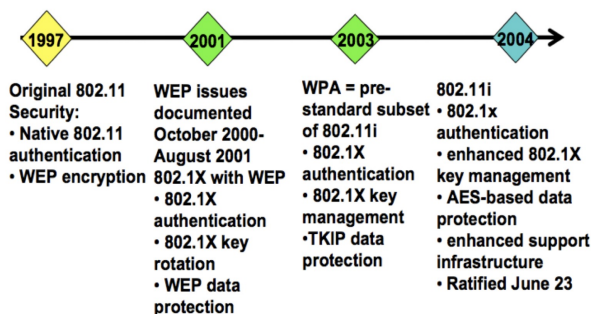 1997
2001
2003
2004
Original 802.11
Security:
• Native 802.11
authentication
• WEP encryption
WEP issues
documented
October 2000-
August 2001
802.1X with WEP
• 802.1X
authentication
• 802.1X key
rotation
• WEP data
protection
WPA = pre-
standard subset
of 802.11i
• 802.1X
authentication
• 802.1X key
management
•TKIP data
protection
802.11i
• 802.1x
authentication
• enhanced 802.1X
key management
• AES-based data
protection
• enhanced support
infrastructure
• Ratified June 23